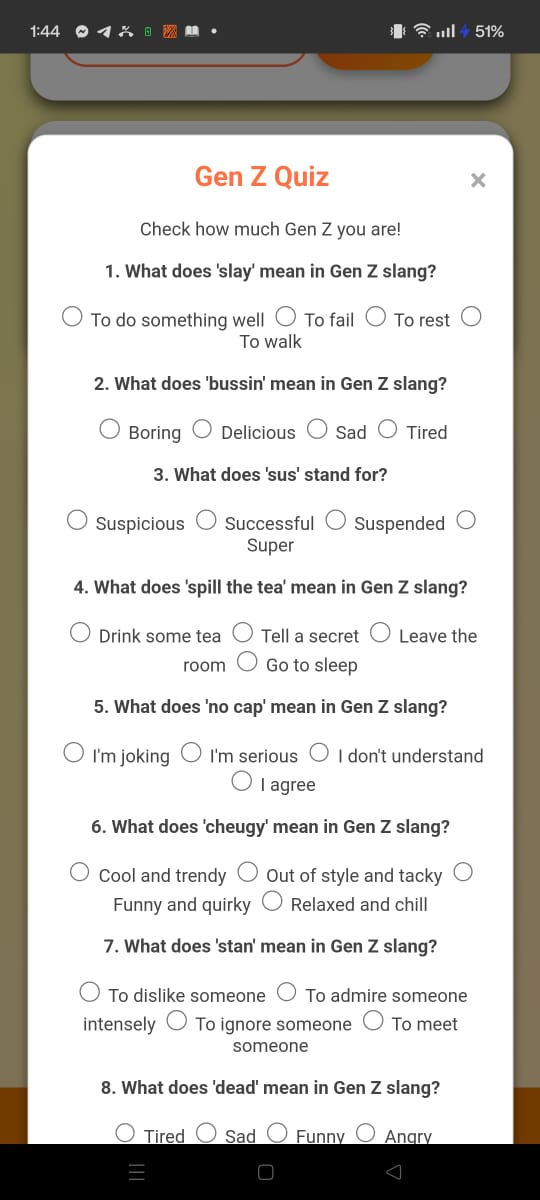 1:44
51%
Gen Z Quiz
×
Check how much Gen Z you are!
1. What does 'slay' mean in Gen Z slang?
To do something well To fail To rest
To walk
2. What does 'bussin' mean in Gen Z slang?
Boring Delicious Sad Tired
3. What does 'sus' stand for?
Suspicious Successful Suspended
Super
4. What does 'spill the tea' mean in Gen Z slang?
Drink some tea Tell a secret Leave the
room Go to sleep
5. What does 'no cap' mean in Gen Z slang?
I'm joking I'm serious I don't understand
I agree
6. What does 'cheugy' mean in Gen Z slang?
Cool and trendy Out of style and tacky
Funny and quirky Relaxed and chill
7. What does 'stan' mean in Gen Z slang?
To dislike someone To admire someone
intensely To ignore someone To meet
someone
8. What does 'dead' mean in Gen Z slang?
Tired Sad Funny Angry